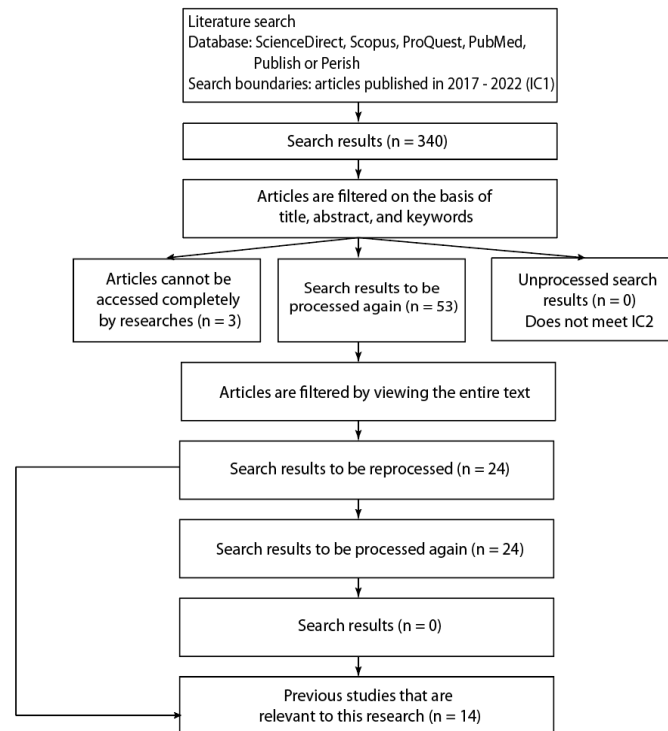 Literature search
Database: ScienceDirect, Scopus, ProQuest, PubMed,
Publish or Perish
Search boundaries: articles published in 2017 - 2022 (IC1)
Search results (n = 340)
Articles are filtered on the basis of
title, abstract, and keywords
Articles cannot be
accessed completely
by researches (n = 3)
Search results to be
processed again (n = 53)
Unprocessed search
results (n = 0)
Does not meet IC2
Articles are filtered by viewing the entire text
Search results to be reprocessed (n = 24)
Search results to be processed again (n = 24)
Search results (n = 0)
Previous studies that are
relevant to this research (n = 14)